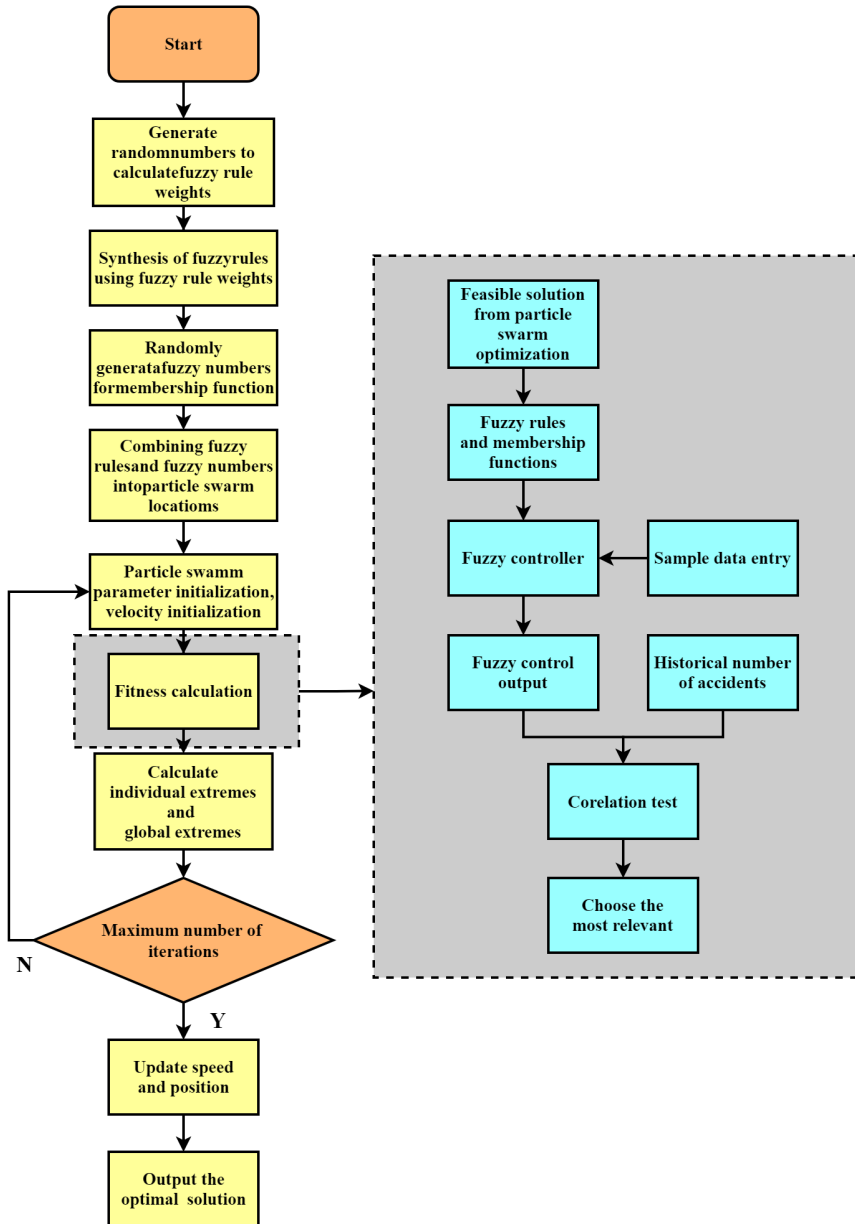 Start
Generate
randomnumbers to
calculatefuzzy rule
weights
Synthesis of fuzzyrules
using fuzzy rule weights
Randomly
generatafuzzy numbers
formembership function
Combining fuzzy
rulesand fuzzy numbers
intoparticle swarm
locatioms
Particle swamm
parameter initialization,
velocity initialization
Fitness calculation
Calculate
individual extremes
and
global extremes
Maximum number of
iterations
N
Y
Update speed
and position
Output the
optimal solution
Feasible solution
from particle
swarm
optimization
Fuzzy rules
and membership
functions
Fuzzy controller
Sample data entry
Fuzzy control
output
Historical number
of accidents
Corelation test
Choose the
most relevant